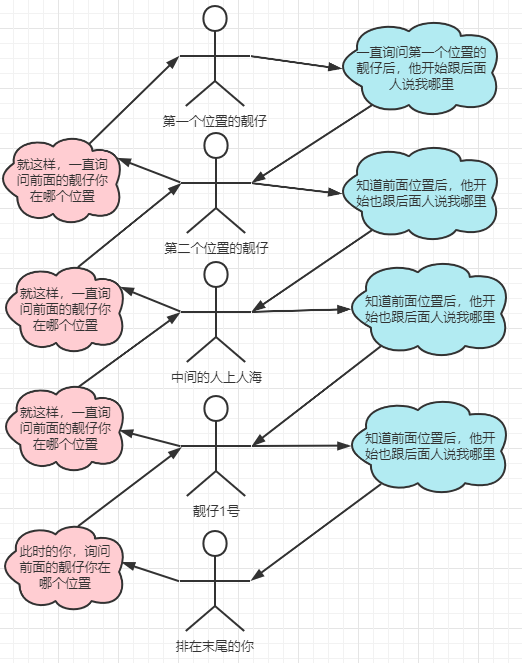 一直询问第一个位置的
靓仔后，他开始跟后面
人说我哪里
第一个位置的靓仔
就这样，一直询
问前面的靓仔你
在哪个位置
知道前面位置后，他开
始也跟后面人说我哪里
第二个位置的靓仔
就这样，一直询
问前面的靓仔你
在哪个位置
知道前面位置后，他开
始也跟后面人说我哪里
中间的人上人海
就这样，一直询
问前面的靓仔你
在哪个位置
知道前面位置后，他开
始也跟后面人说我哪里
靓仔1号
此时的你，询问
前面的靓仔你在
哪个位置
排在末尾的你